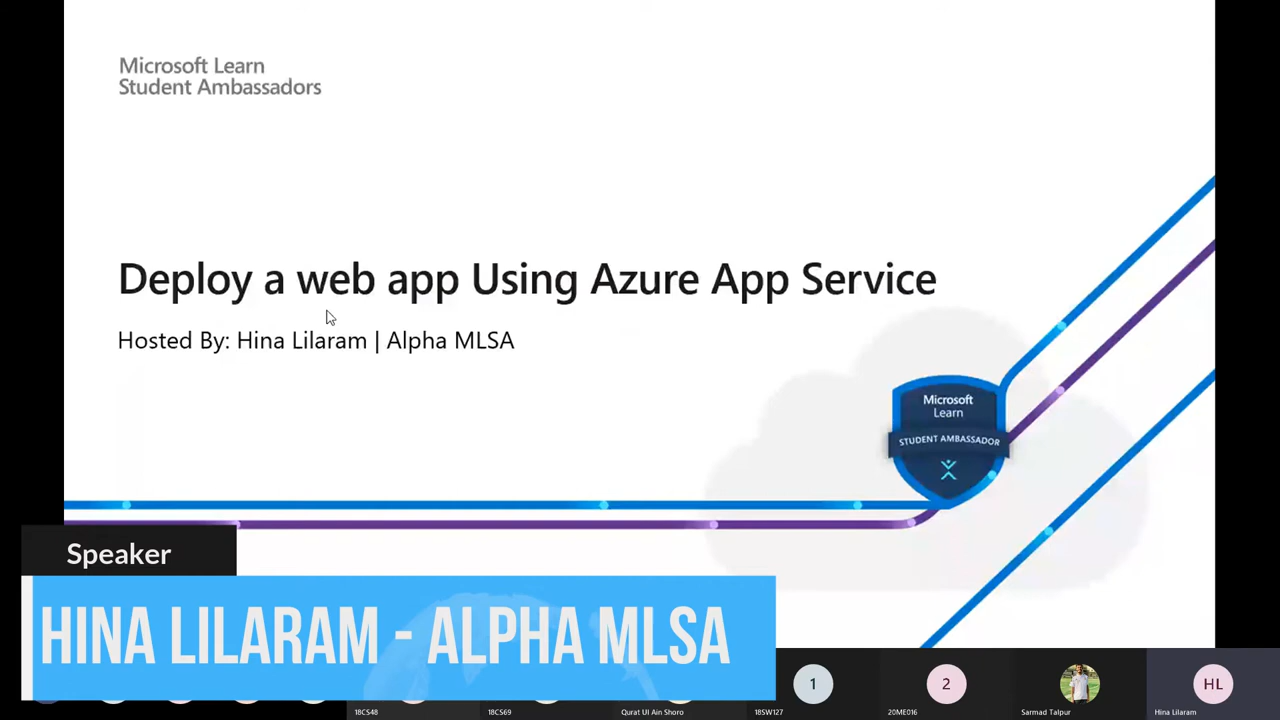 Microsoft Learn
Student Ambassadors
Deploy a web app Using Azure App Service
Hosted By: Hina Lilaram | Alpha MLSA
Microsoft
Learn
STUDENT AMBASSADOR
Speaker
HINA LILARAM - ALPHA MLSA
1
2
HL
18CS48
18CS69
Qurat Ul Ain Shoro
18SW127
20ME016
Sarmad Talpur
Hina Lilaram